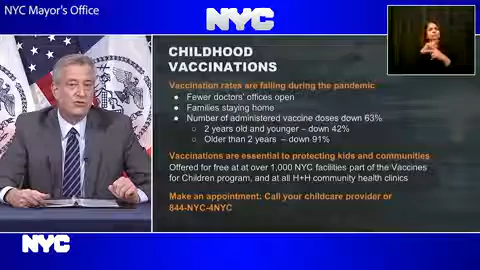 NYC Mayor's Office
NYC
CHILDHOOD
VACCINATIONS
Vaccination rates are falling during the pandemic
● Fewer doctors' offices open
● Families staying home
● Number of administered vaccine doses down 63%
○ 2 years old and younger – down 42%
○ Older than 2 years – down 91%
Vaccinations are essential to protecting kids and communities
Offered for free at at over 1,000 NYC facilities part of the Vaccines
for Children program, and at all H+H community health clinics
Make an appointment: Call your childcare provider or
844-NYC-4NYC
NYC